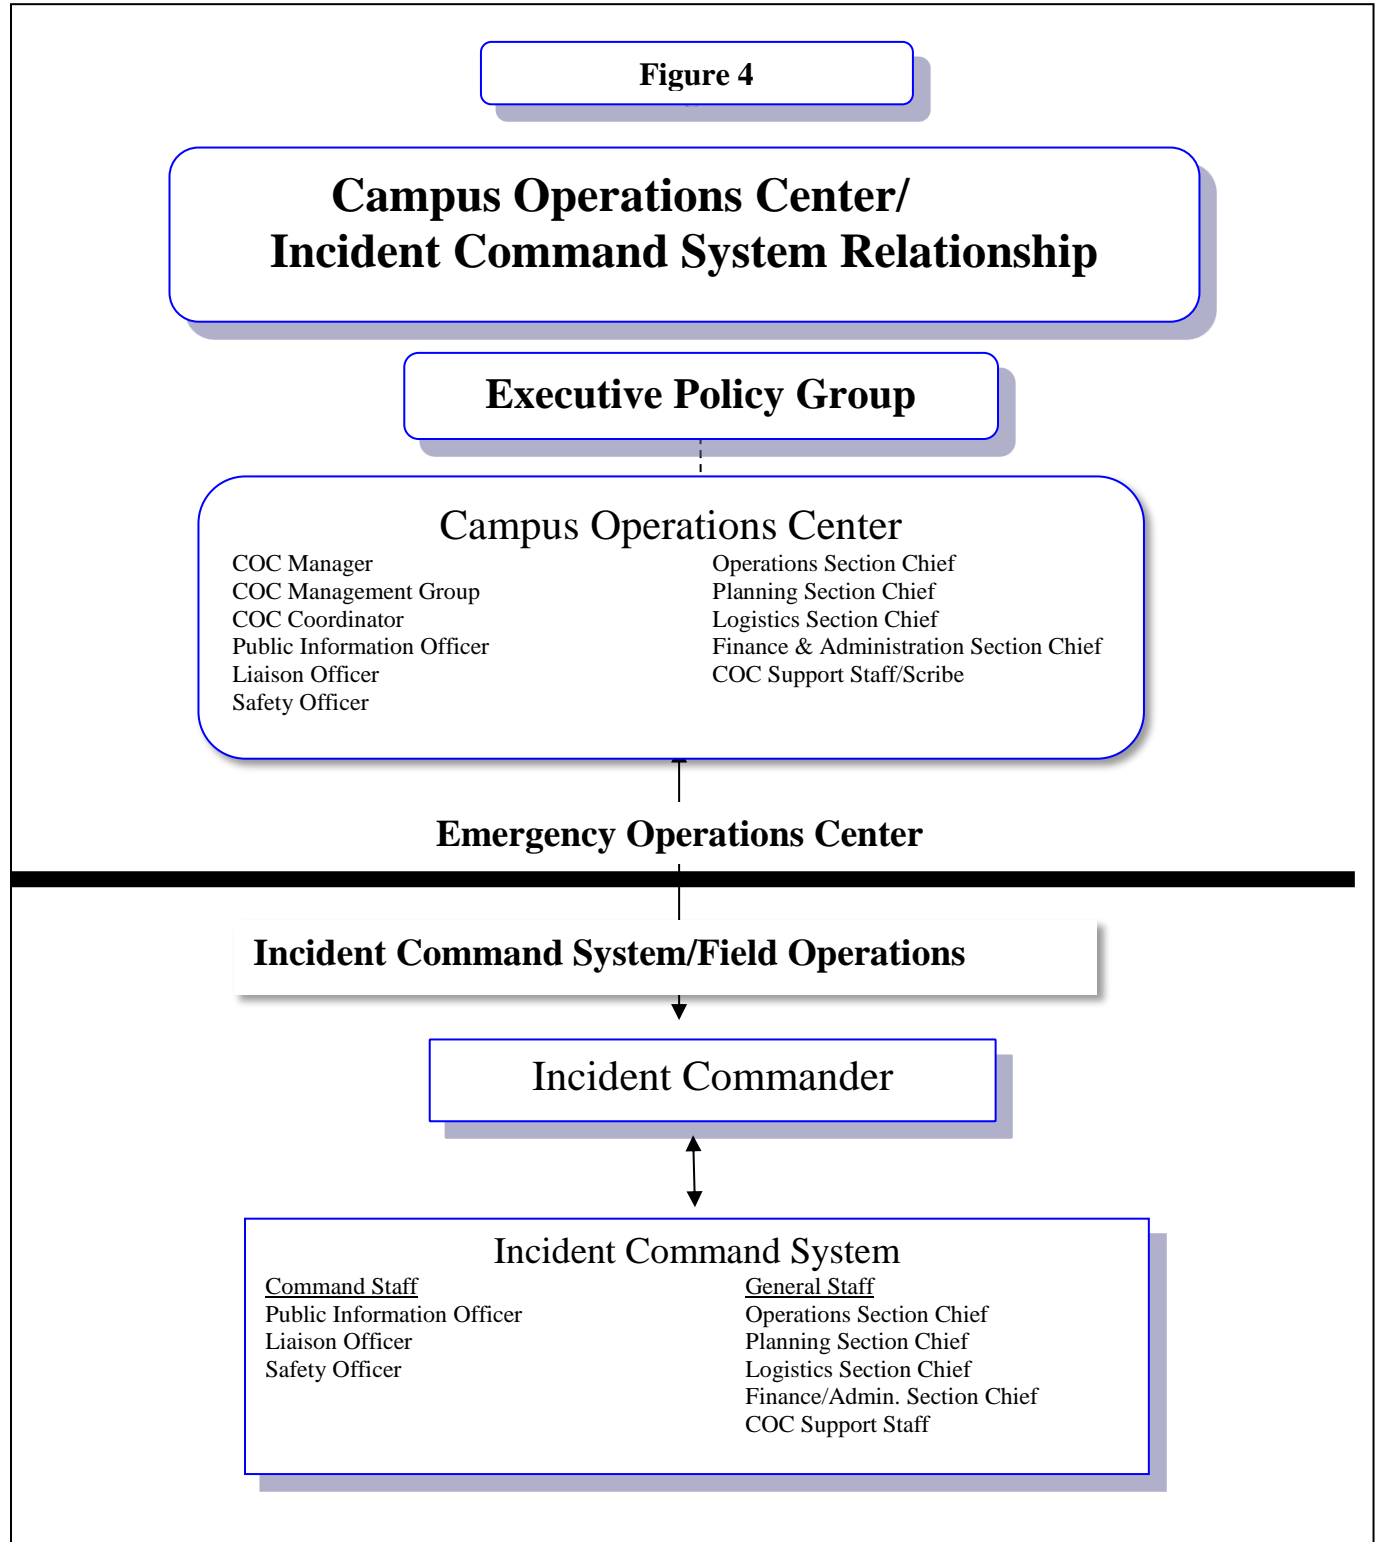 Figure 4
Campus Operations Center/
Incident Command System Relationship
Executive Policy Group
Campus Operations Center
COC Manager
COC Management Group
COC Coordinator
Public Information Officer
Liaison Officer
Safety Officer
Operations Section Chief
Planning Section Chief
Logistics Section Chief
Finance & Administration Section Chief
COC Support Staff/Scribe
Emergency Operations Center
Incident Command System/Field Operations
Incident Commander
Incident Command System
Command Staff
Public Information Officer
Liaison Officer
Safety Officer
General Staff
Operations Section Chief
Planning Section Chief
Logistics Section Chief
Finance/Admin. Section Chief
COC Support Staff